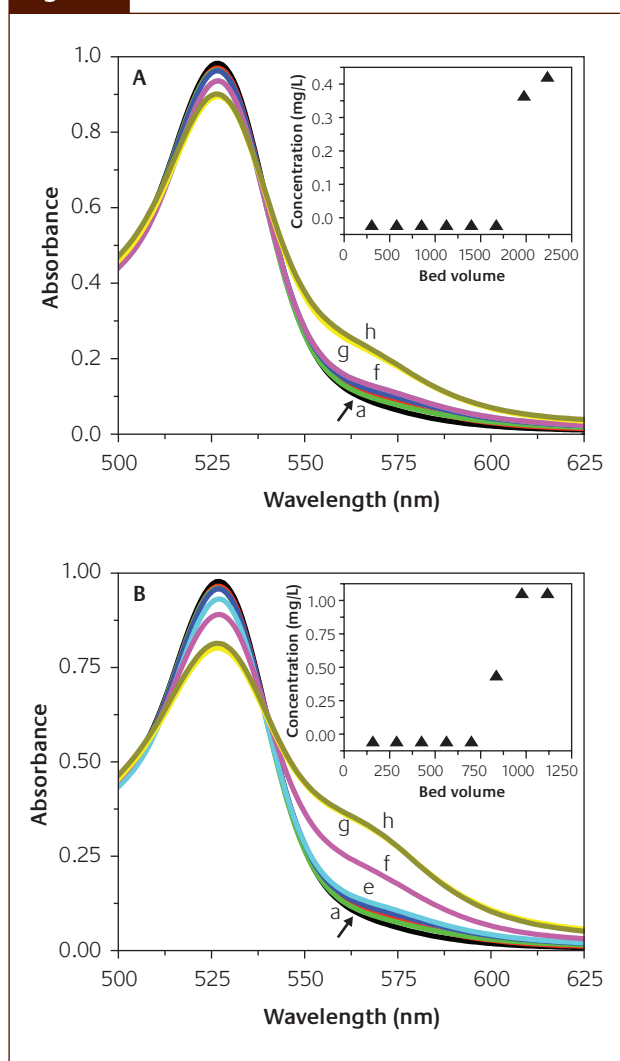 A
1.0
0.8
0.6
0.4
0.2
0.0
Absorbance
500 525 550 575 600 625
Wavelength (nm)
h
g
f
a
Concentration (mg/L)
0.4
0.3
0.2
0.1
0.0
0 500 1000 1500 2000 2500
Bed volume
B
1.00
0.75
0.50
0.25
0.00
Absorbance
500 525 550 575 600 625
Wavelength (nm)
h
g
f
e
a
Concentration (mg/L)
1.00
0.75
0.50
0.25
0.00
0 250 500 750 1000 1250
Bed volume